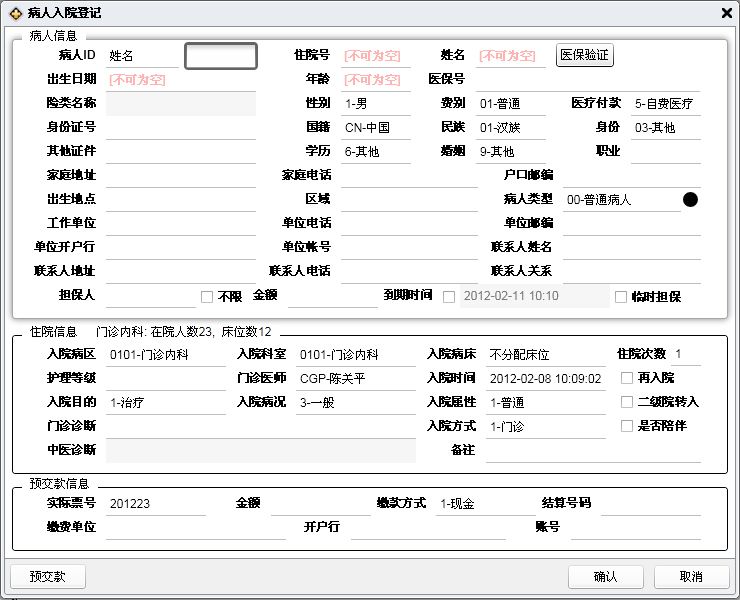 病人入院登记
病人信息
病人ID 姓名 住院号 [不可为空] 姓名 [不可为空] 医保验证
出生日期 [不可为空] 年龄 [不可为空] 医保号
险类名称 性别 1-男 费别 01-普通 医疗付款 5-自费医疗
身份证号 国籍 CN-中国 民族 01-汉族 身份 03-其他
其他证件 学历 6-其他 婚姻 9-其他 职业
家庭地址 家庭电话 户口邮编
出生地点 区域 病人类型 00-普通病人
工作单位 单位电话 单位邮编
单位开户行 单位帐号 联系人姓名
联系人地址 联系人电话 联系人关系
担保人 不限 金额 到期时间 2012-02-11 10:10 临时担保
住院信息 门诊内科: 在院人数23, 床位数12
入院病区 0101-门诊内科 入院科室 0101-门诊内科 入院病床 不分配床位 住院次数 1
护理等级 门诊医师 CGP-陈关平 入院时间 2012-02-08 10:09:02 再入院
入院目的 1-治疗 入院病况 3-一般 入院属性 1-普通 二级院转入
门诊诊断 入院方式 1-门诊 是否陪伴
中医诊断 备注
预交款信息
实际票号 201223 金额 缴款方式 1-现金 结算号码
缴费单位 开户行 账号
预交款 确认 取消